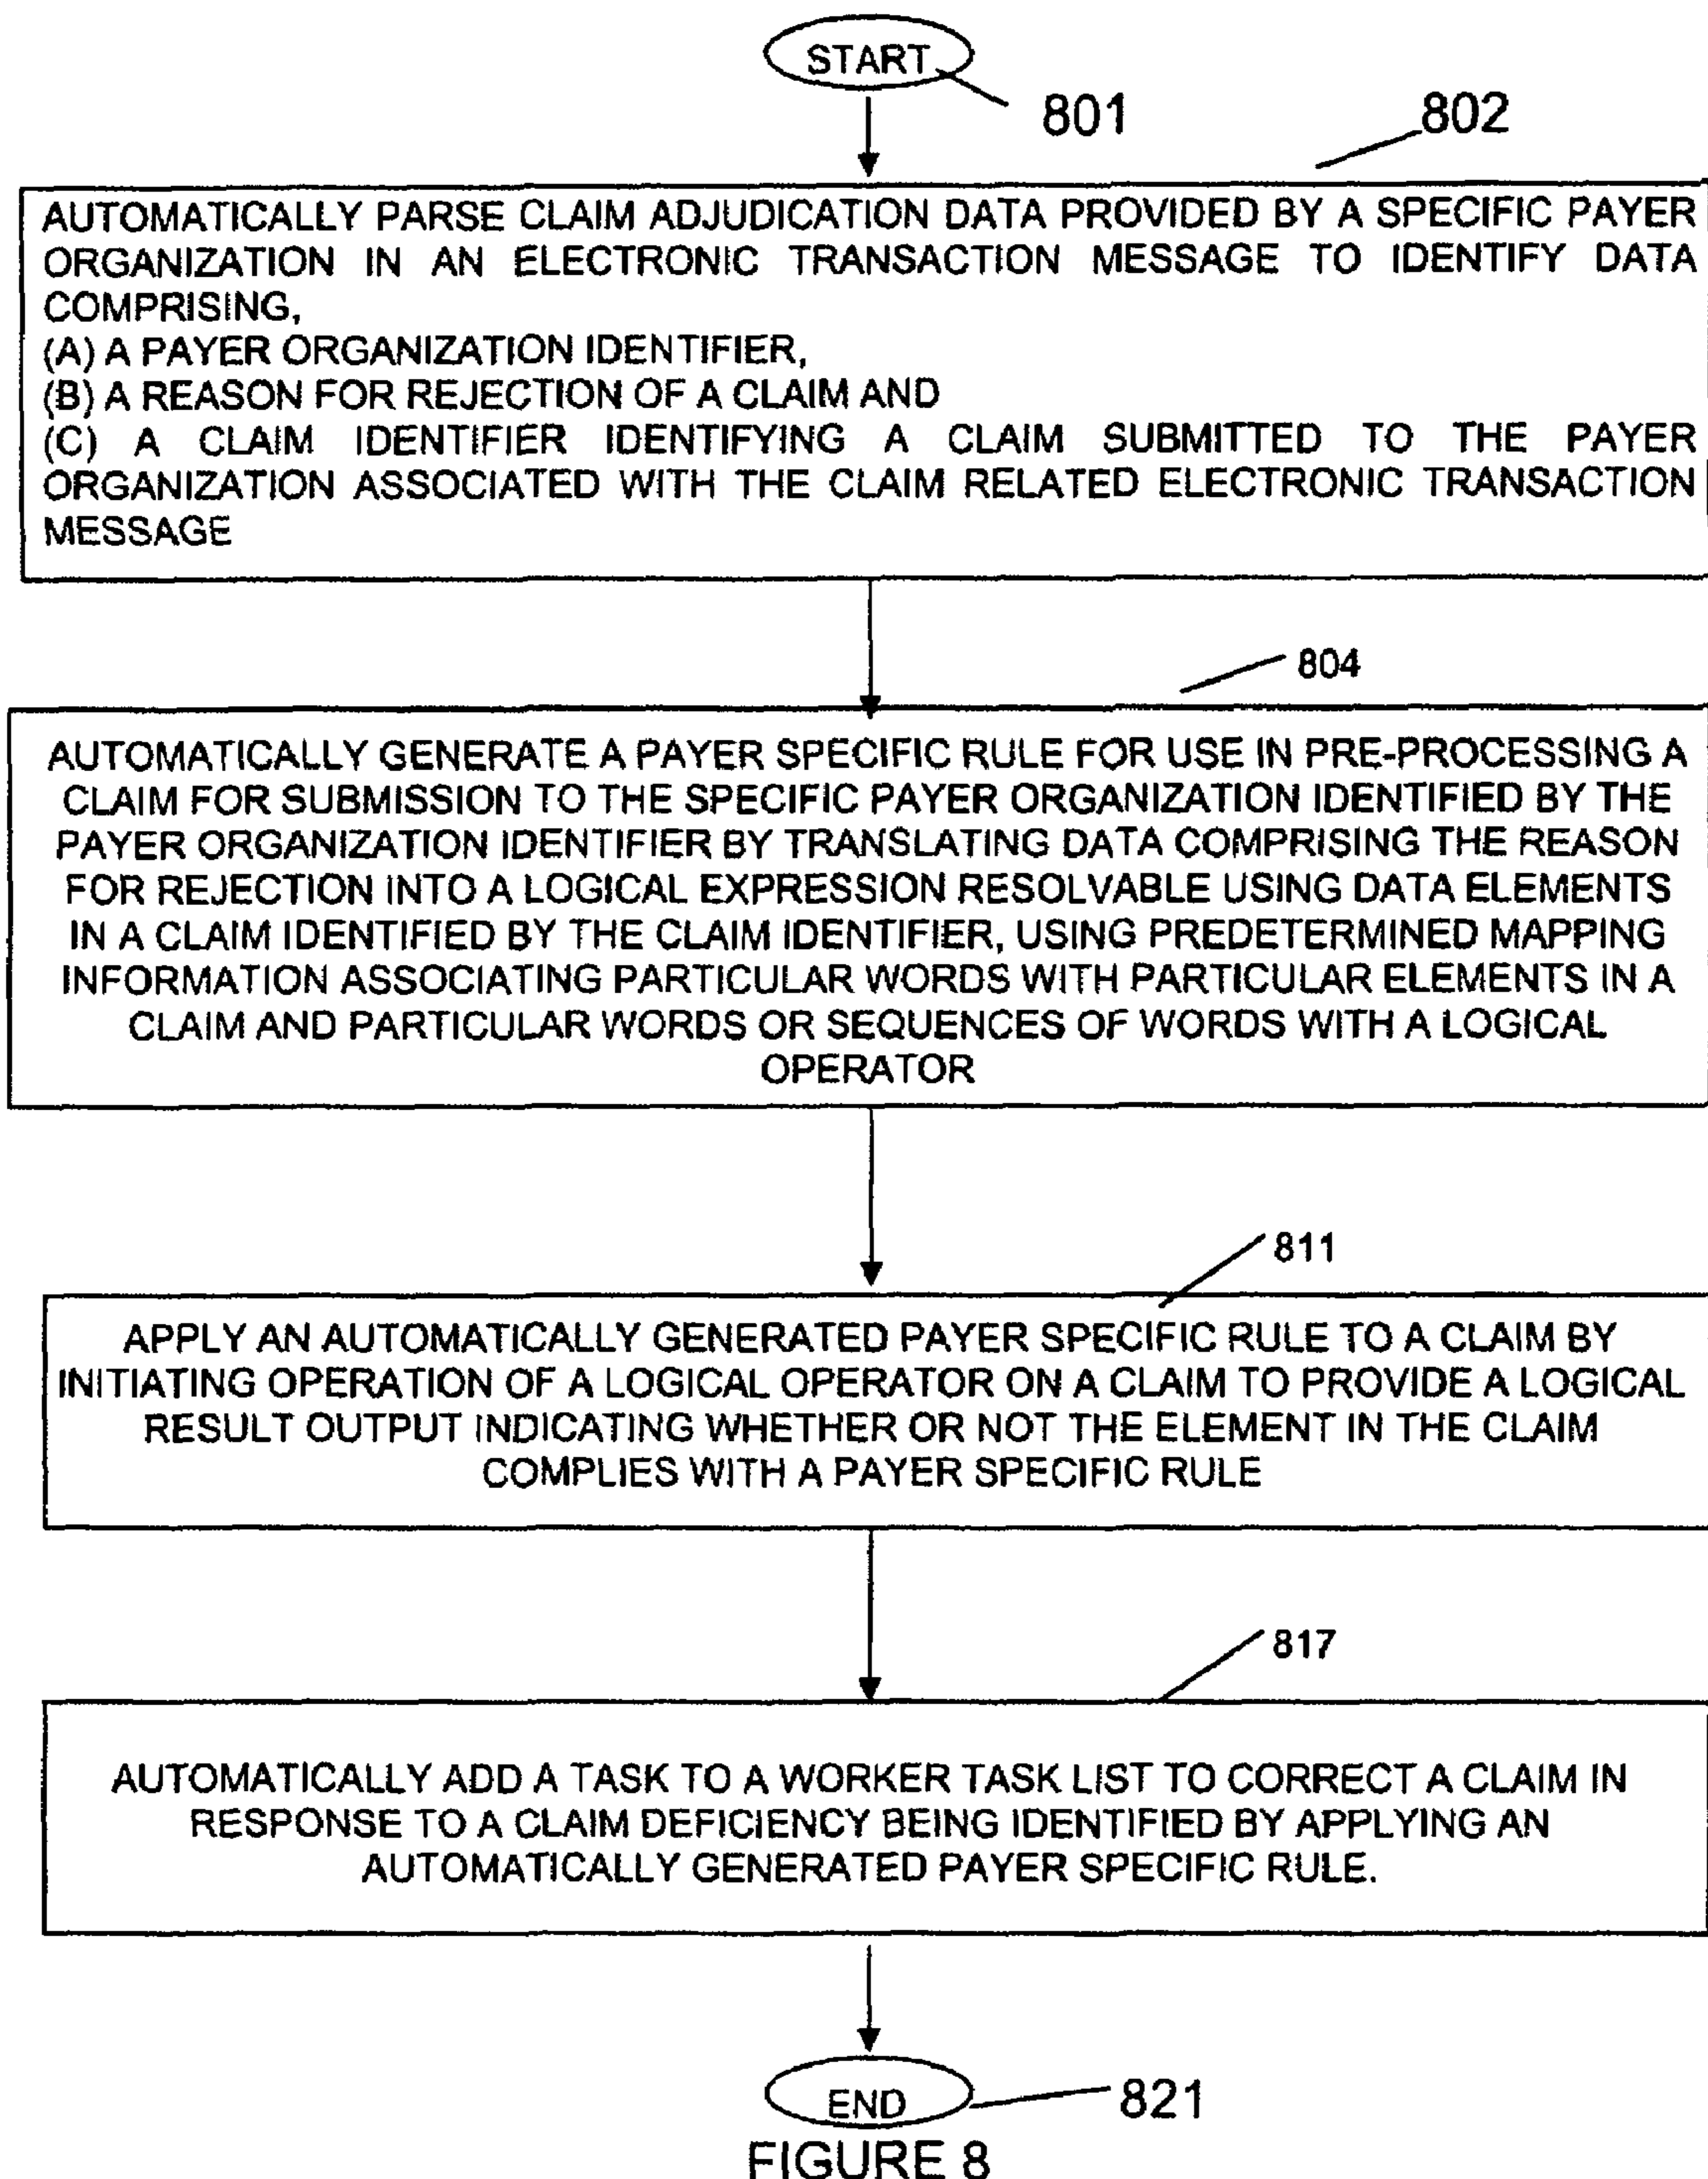 START
801
802
AUTOMATICALLY PARSE CLAIM ADJUDICATION DATA PROVIDED BY A SPECIFIC PAYER
ORGANIZATION IN AN ELECTRONIC TRANSACTION MESSAGE TO IDENTIFY DATA
COMPRISING,
(A) A PAYER ORGANIZATION IDENTIFIER,
(B) A REASON FOR REJECTION OF A CLAIM AND
(C) A CLAIM IDENTIFIER IDENTIFYING A CLAIM SUBMITTED TO THE PAYER
ORGANIZATION ASSOCIATED WITH THE CLAIM RELATED ELECTRONIC TRANSACTION
MESSAGE
804
AUTOMATICALLY GENERATE A PAYER SPECIFIC RULE FOR USE IN PRE-PROCESSING A
CLAIM FOR SUBMISSION TO THE SPECIFIC PAYER ORGANIZATION IDENTIFIED BY THE
PAYER ORGANIZATION IDENTIFIER BY TRANSLATING DATA COMPRISING THE REASON
FOR REJECTION INTO A LOGICAL EXPRESSION RESOLVABLE USING DATA ELEMENTS
IN A CLAIM IDENTIFIED BY THE CLAIM IDENTIFIER, USING PREDETERMINED MAPPING
INFORMATION ASSOCIATING PARTICULAR WORDS WITH PARTICULAR ELEMENTS IN A
CLAIM AND PARTICULAR WORDS OR SEQUENCES OF WORDS WITH A LOGICAL
OPERATOR
811
APPLY AN AUTOMATICALLY GENERATED PAYER SPECIFIC RULE TO A CLAIM BY
INITIATING OPERATION OF A LOGICAL OPERATOR ON A CLAIM TO PROVIDE A LOGICAL
RESULT OUTPUT INDICATING WHETHER OR NOT THE ELEMENT IN THE CLAIM
COMPLIES WITH A PAYER SPECIFIC RULE
817
AUTOMATICALLY ADD A TASK TO A WORKER TASK LIST TO CORRECT A CLAIM IN
RESPONSE TO A CLAIM DEFICIENCY BEING IDENTIFIED BY APPLYING AN
AUTOMATICALLY GENERATED PAYER SPECIFIC RULE.
END
821
FIGURE 8